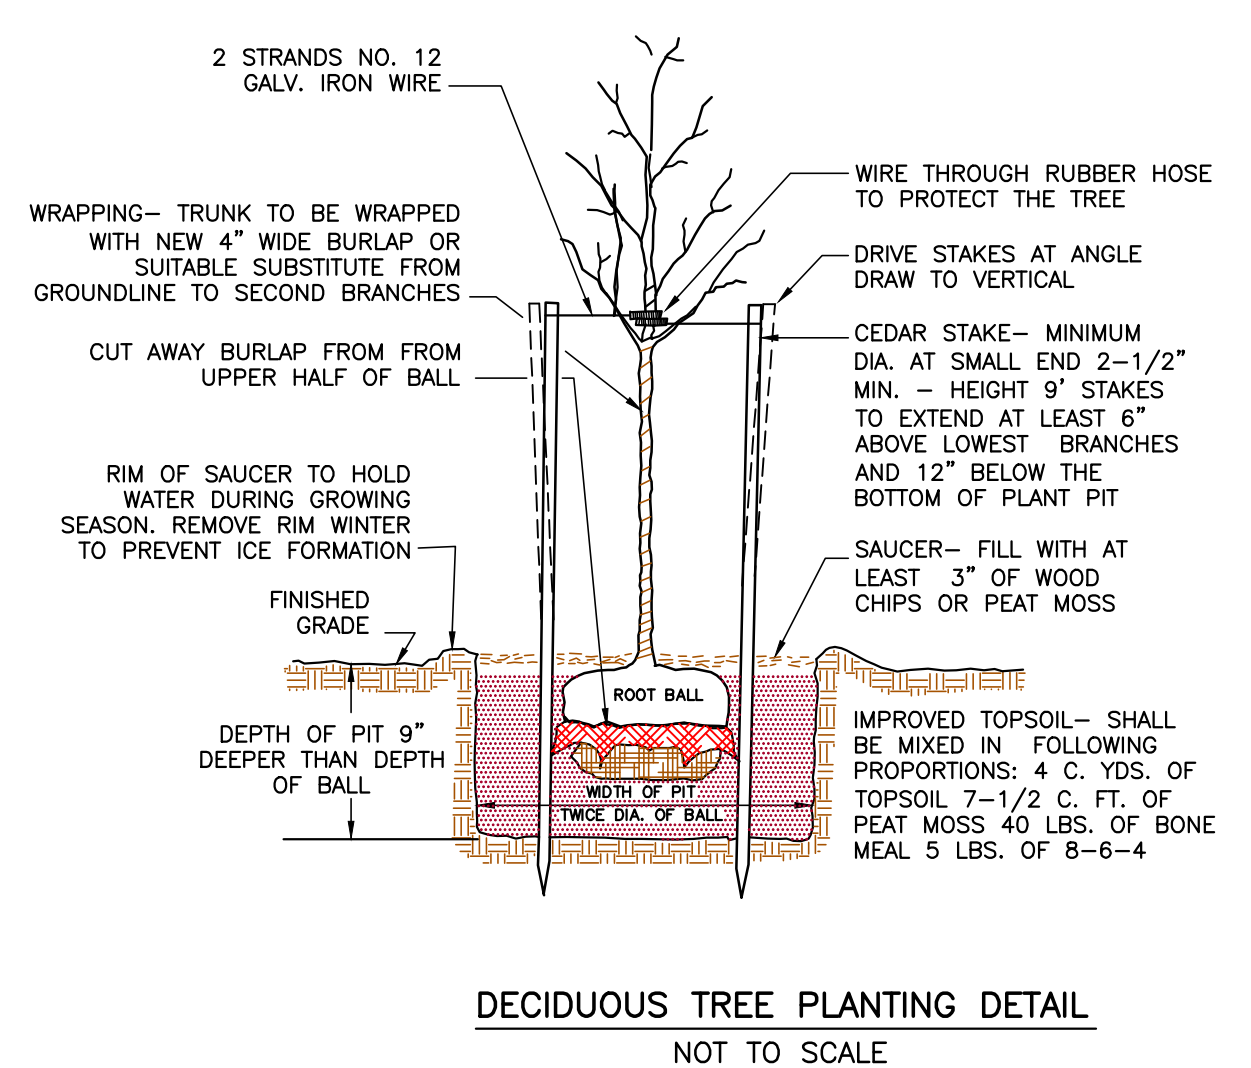 2 STRANDS NO. 12
GALV. IRON WIRE
WRAPPING– TRUNK TO BE WRAPPED
WITH NEW 4” WIDE BURLAP OR
SUITABLE SUBSTITUTE FROM
GROUNDLINE TO SECOND BRANCHES
CUT AWAY BURLAP FROM FROM
UPPER HALF OF BALL
RIM OF SAUCER TO HOLD
WATER DURING GROWING
SEASON. REMOVE RIM WINTER
TO PREVENT ICE FORMATION
FINISHED
GRADE
DEPTH OF PIT 9”
DEEPER THAN DEPTH
OF BALL
ROOT BALL
WIDTH OF PIT
TWICE DIA. OF BALL
WIRE THROUGH RUBBER HOSE
TO PROTECT THE TREE
DRIVE STAKES AT ANGLE
DRAW TO VERTICAL
CEDAR STAKE– MINIMUM
DIA. AT SMALL END 2–1/2”
MIN. – HEIGHT 9’ STAKES
TO EXTEND AT LEAST 6”
ABOVE LOWEST BRANCHES
AND 12” BELOW THE
BOTTOM OF PLANT PIT
SAUCER– FILL WITH AT
LEAST 3” OF WOOD
CHIPS OR PEAT MOSS
IMPROVED TOPSOIL– SHALL
BE MIXED IN FOLLOWING
PROPORTIONS: 4 C. YDS. OF
TOPSOIL 7–1/2 C. FT. OF
PEAT MOSS 40 LBS. OF BONE
MEAL 5 LBS. OF 8–6–4
DECIDUOUS TREE PLANTING DETAIL
NOT TO SCALE